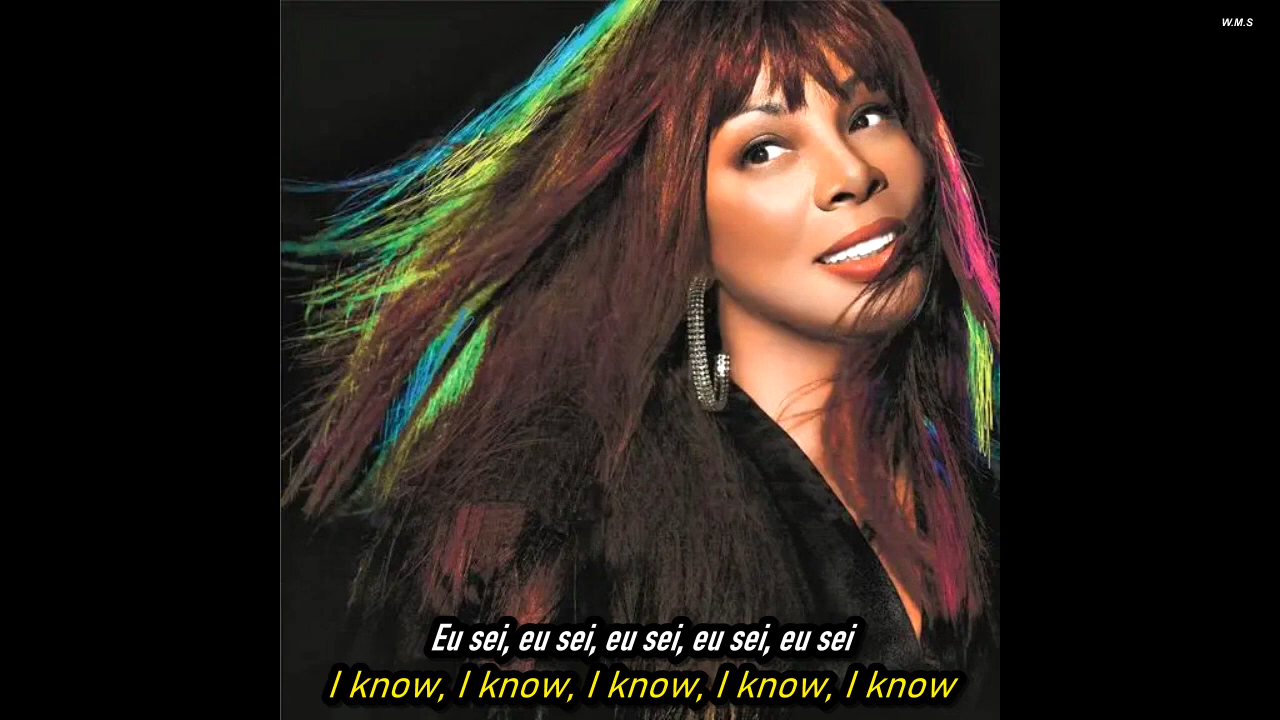 W.M.S
Eu sei, eu sei, eu sei, eu sei, eu sei
I know, I know, I know, I know, I know